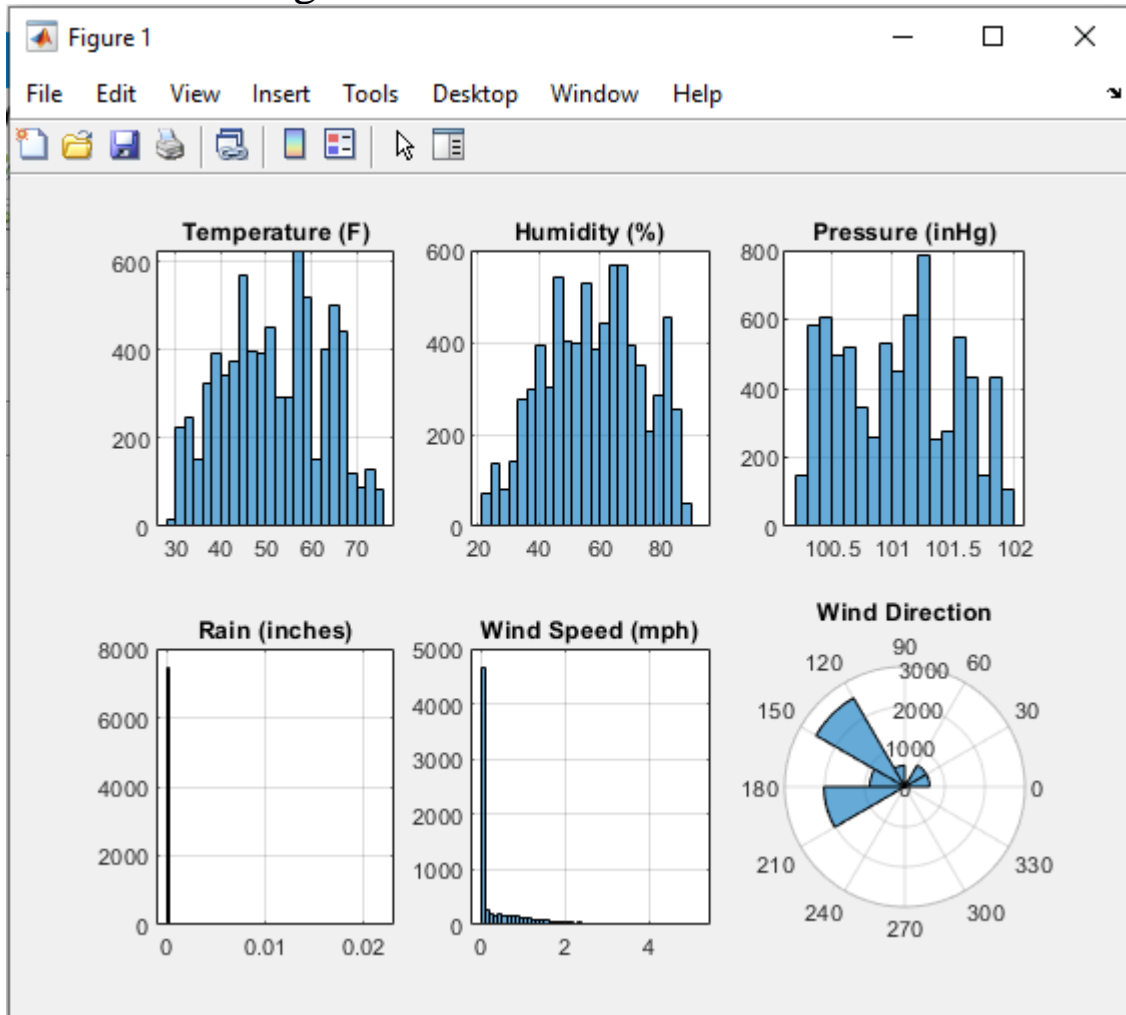 Figure 1
File Edit View Insert Tools Desktop Window Help
Temperature (F)
600
400
200
0
30 40 50 60 70
Humidity (%)
600
400
200
0
20 40 60 80
Pressure (inHg)
800
600
400
200
0
100.5 101 101.5 102
Rain (inches)
8000
6000
4000
2000
0
0 0.01 0.02
Wind Speed (mph)
5000
4000
3000
2000
1000
0
0 2 4
Wind Direction
90
120 3000 60
150 2000 30
1000
180 0 0
210 330
240 300
270